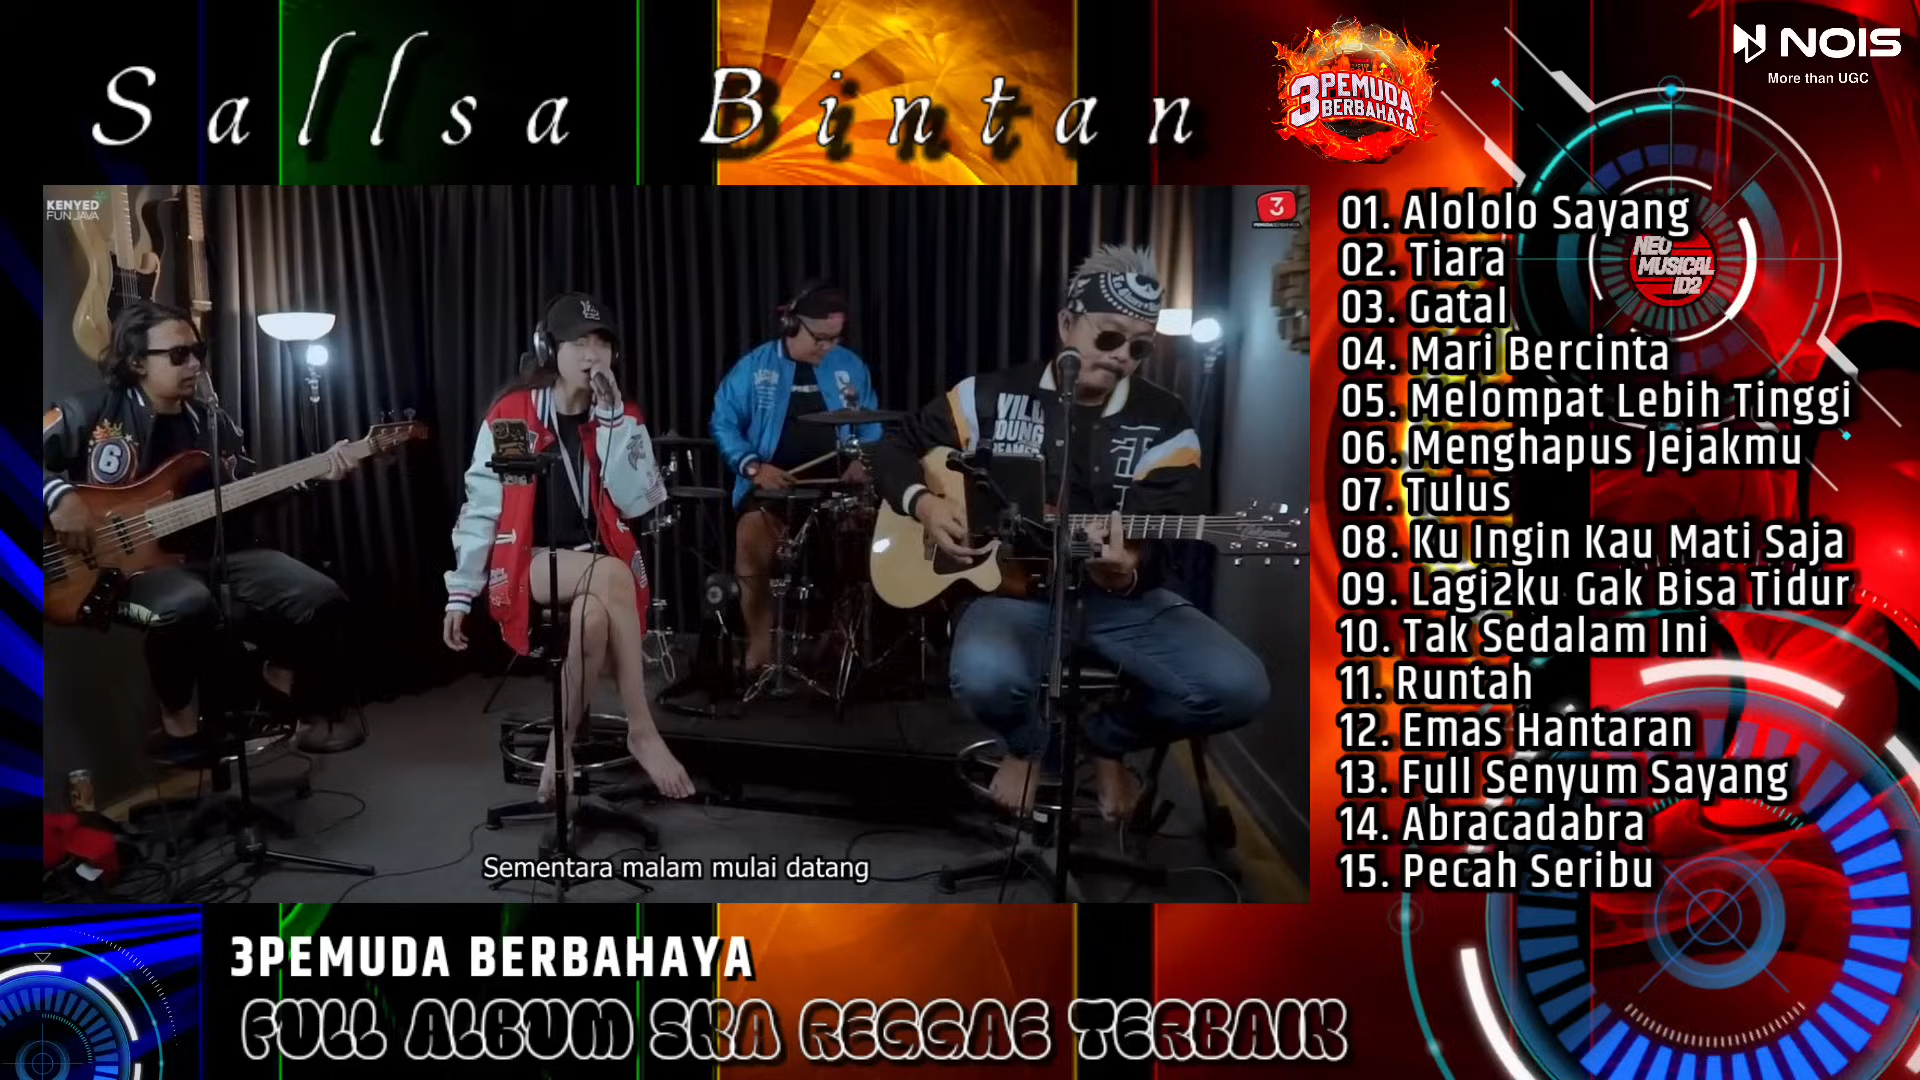 Sallsa Bintan
3PEMUDA
BERBAHAYA
NOIS
More than UGC
KENYED
FUN JAVA
3
NEO
MUSICAL
ID2
01. Alololo Sayang
02. Tiara
03. Gatal
04. Mari Bercinta
05. Melompat Lebih Tinggi
06. Menghapus Jejakmu
07. Tulus
08. Ku Ingin Kau Mati Saja
09. Lagi2ku Gak Bisa Tidur
10. Tak Sedalam Ini
11. Runtah
12. Emas Hantaran
13. Full Senyum Sayang
14. Abracadabra
15. Pecah Seribu
6
Sementara malam mulai datang
3PEMUDA BERBAHAYA
FULL ALBUM SKA REGGAE TERBAIK